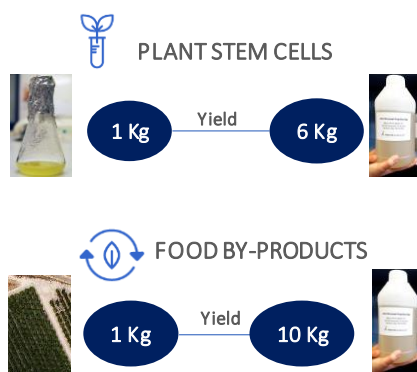 PLANT STEM CELLS
1 Kg
Yield
6 Kg
FOOD BY-PRODUCTS
1 Kg
Yield
10 Kg